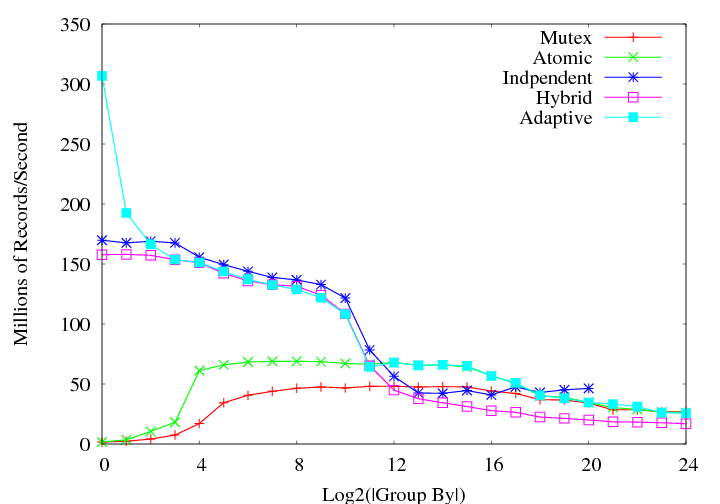 350
300
250
200
150
100
50
0
Millions of Records/Second
Mutex
Atomic
Indpendent
Hybrid
Adaptive
0 4 8 12 16 20 24
Log2(|Group By|)